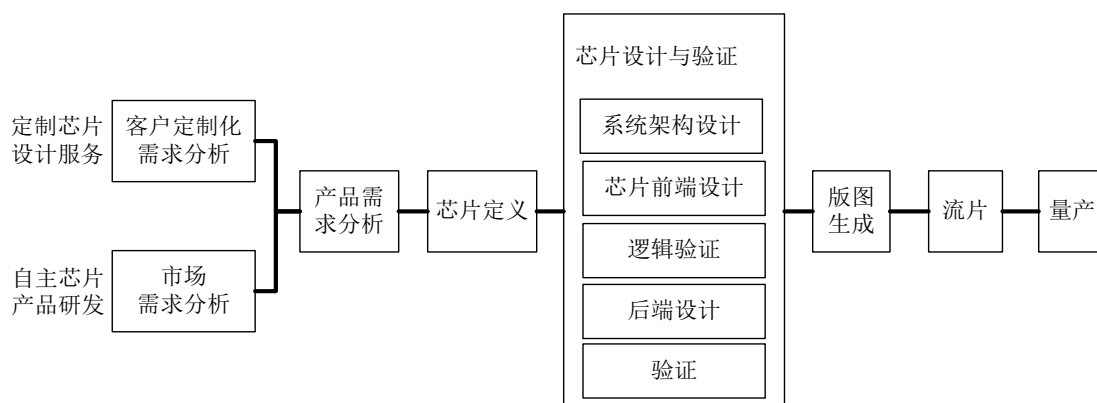 定制芯片
设计服务
客户定制化
需求分析
自主芯片
产品研发
市场
需求分析
产品需
求分析
芯片定义
芯片设计与验证
系统架构设计
芯片前端设计
逻辑验证
后端设计
验证
版图
生成
流片
量产